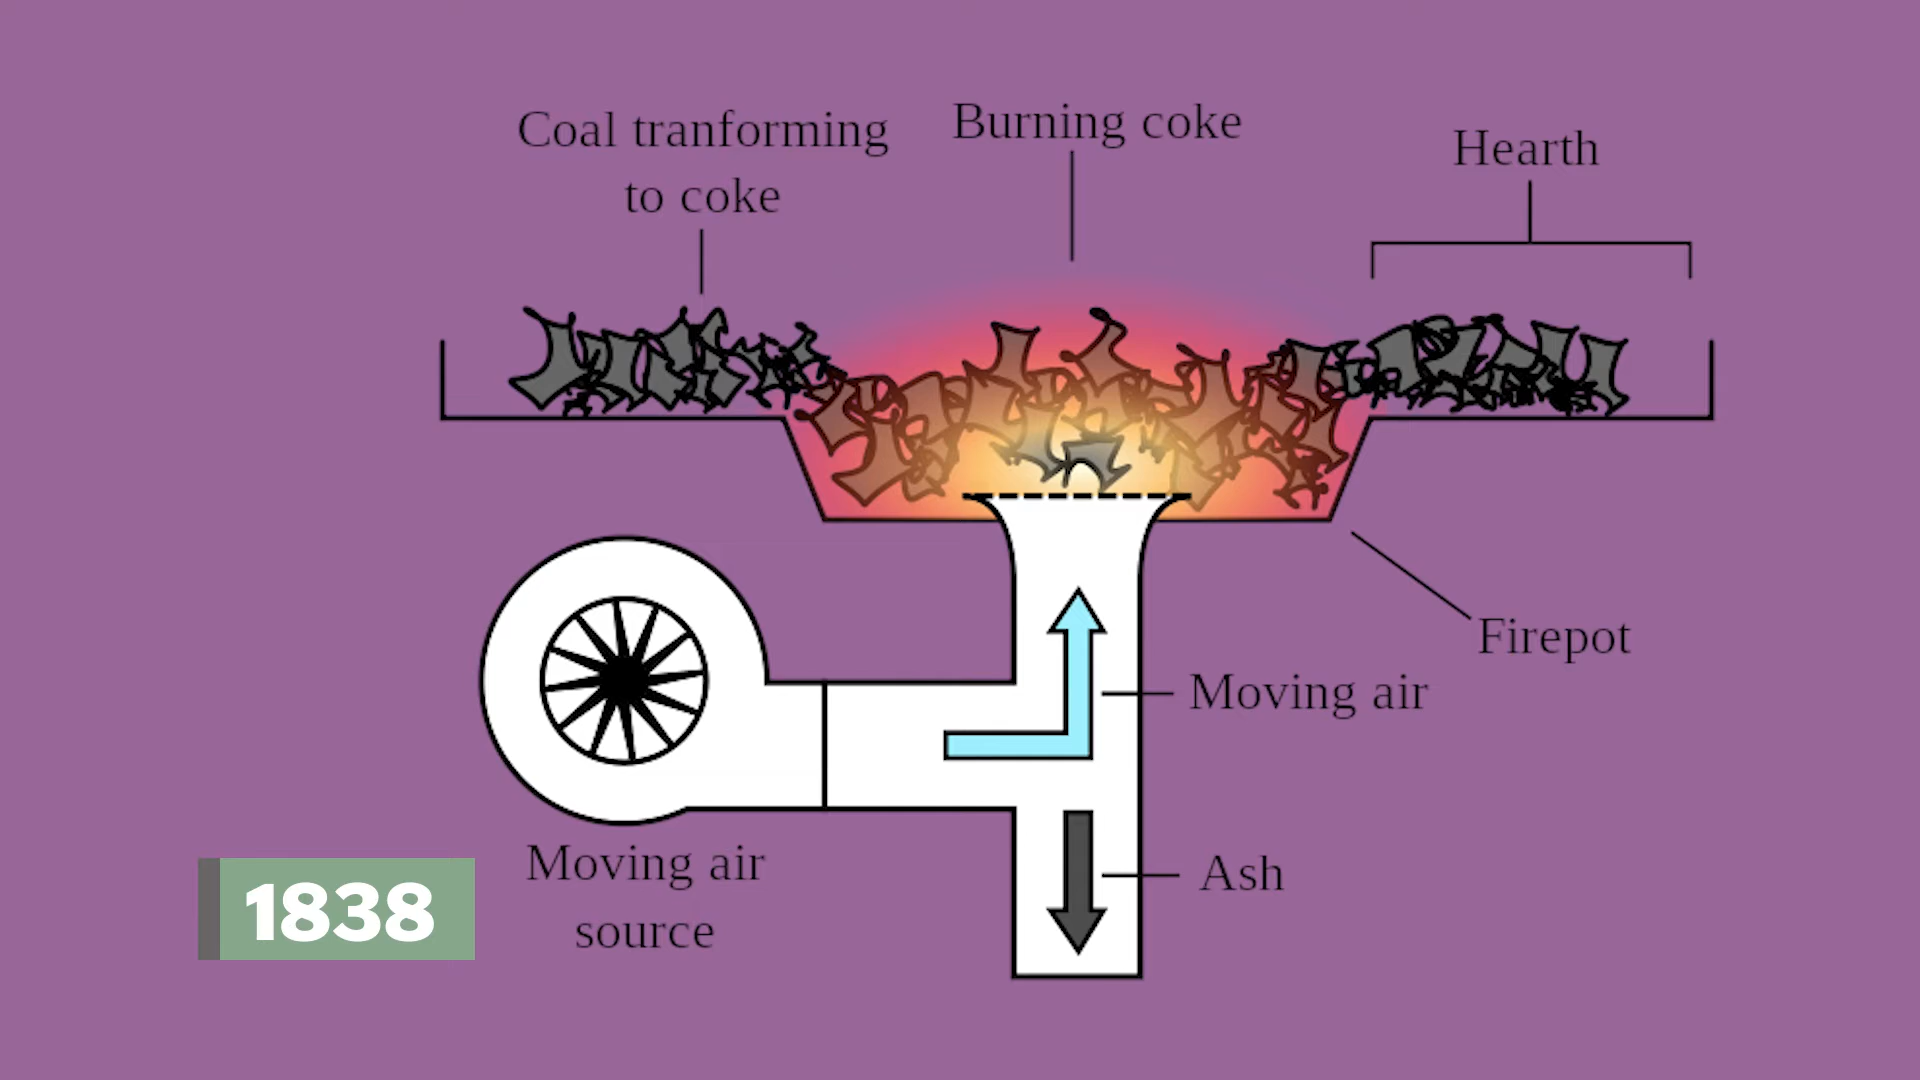 Coal tranforming
to coke
Burning coke
Hearth
Firepot
Moving air
Moving air
source
Ash
1838